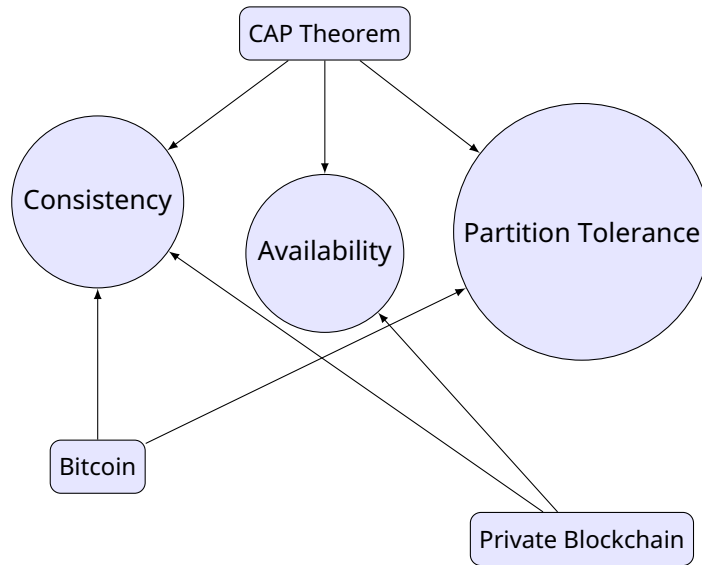 CAP Theorem
Consistency
Availability
Partition Tolerance
Bitcoin
Private Blockchain